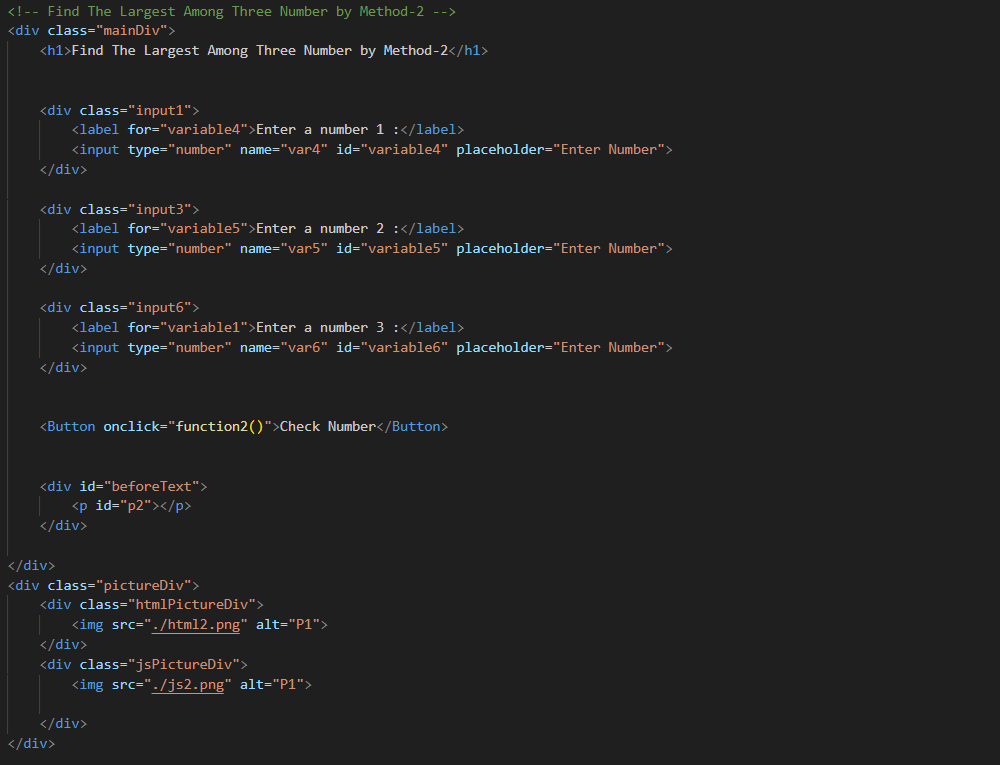 <!-- Find The Largest Among Three Number by Method-2 -->
<div class="mainDiv">
    <h1>Find The Largest Among Three Number by Method-2</h1>
    <div class="input1">
        <label for="variable4">Enter a number 1 :</label>
        <input type="number" name="var4" id="variable4" placeholder="Enter Number">
    </div>
    <div class="input3">
        <label for="variable5">Enter a number 2 :</label>
        <input type="number" name="var5" id="variable5" placeholder="Enter Number">
    </div>
    <div class="input6">
        <label for="variable1">Enter a number 3 :</label>
        <input type="number" name="var6" id="variable6" placeholder="Enter Number">
    </div>
    <Button onclick="function2()">Check Number</Button>
    <div id="beforeText">
        <p id="p2"></p>
    </div>
</div>
<div class="pictureDiv">
    <div class="htmlPictureDiv">
        <img src="./html2.png" alt="P1">
    </div>
    <div class="jsPictureDiv">
        <img src="./js2.png" alt="P1">
    </div>
</div>